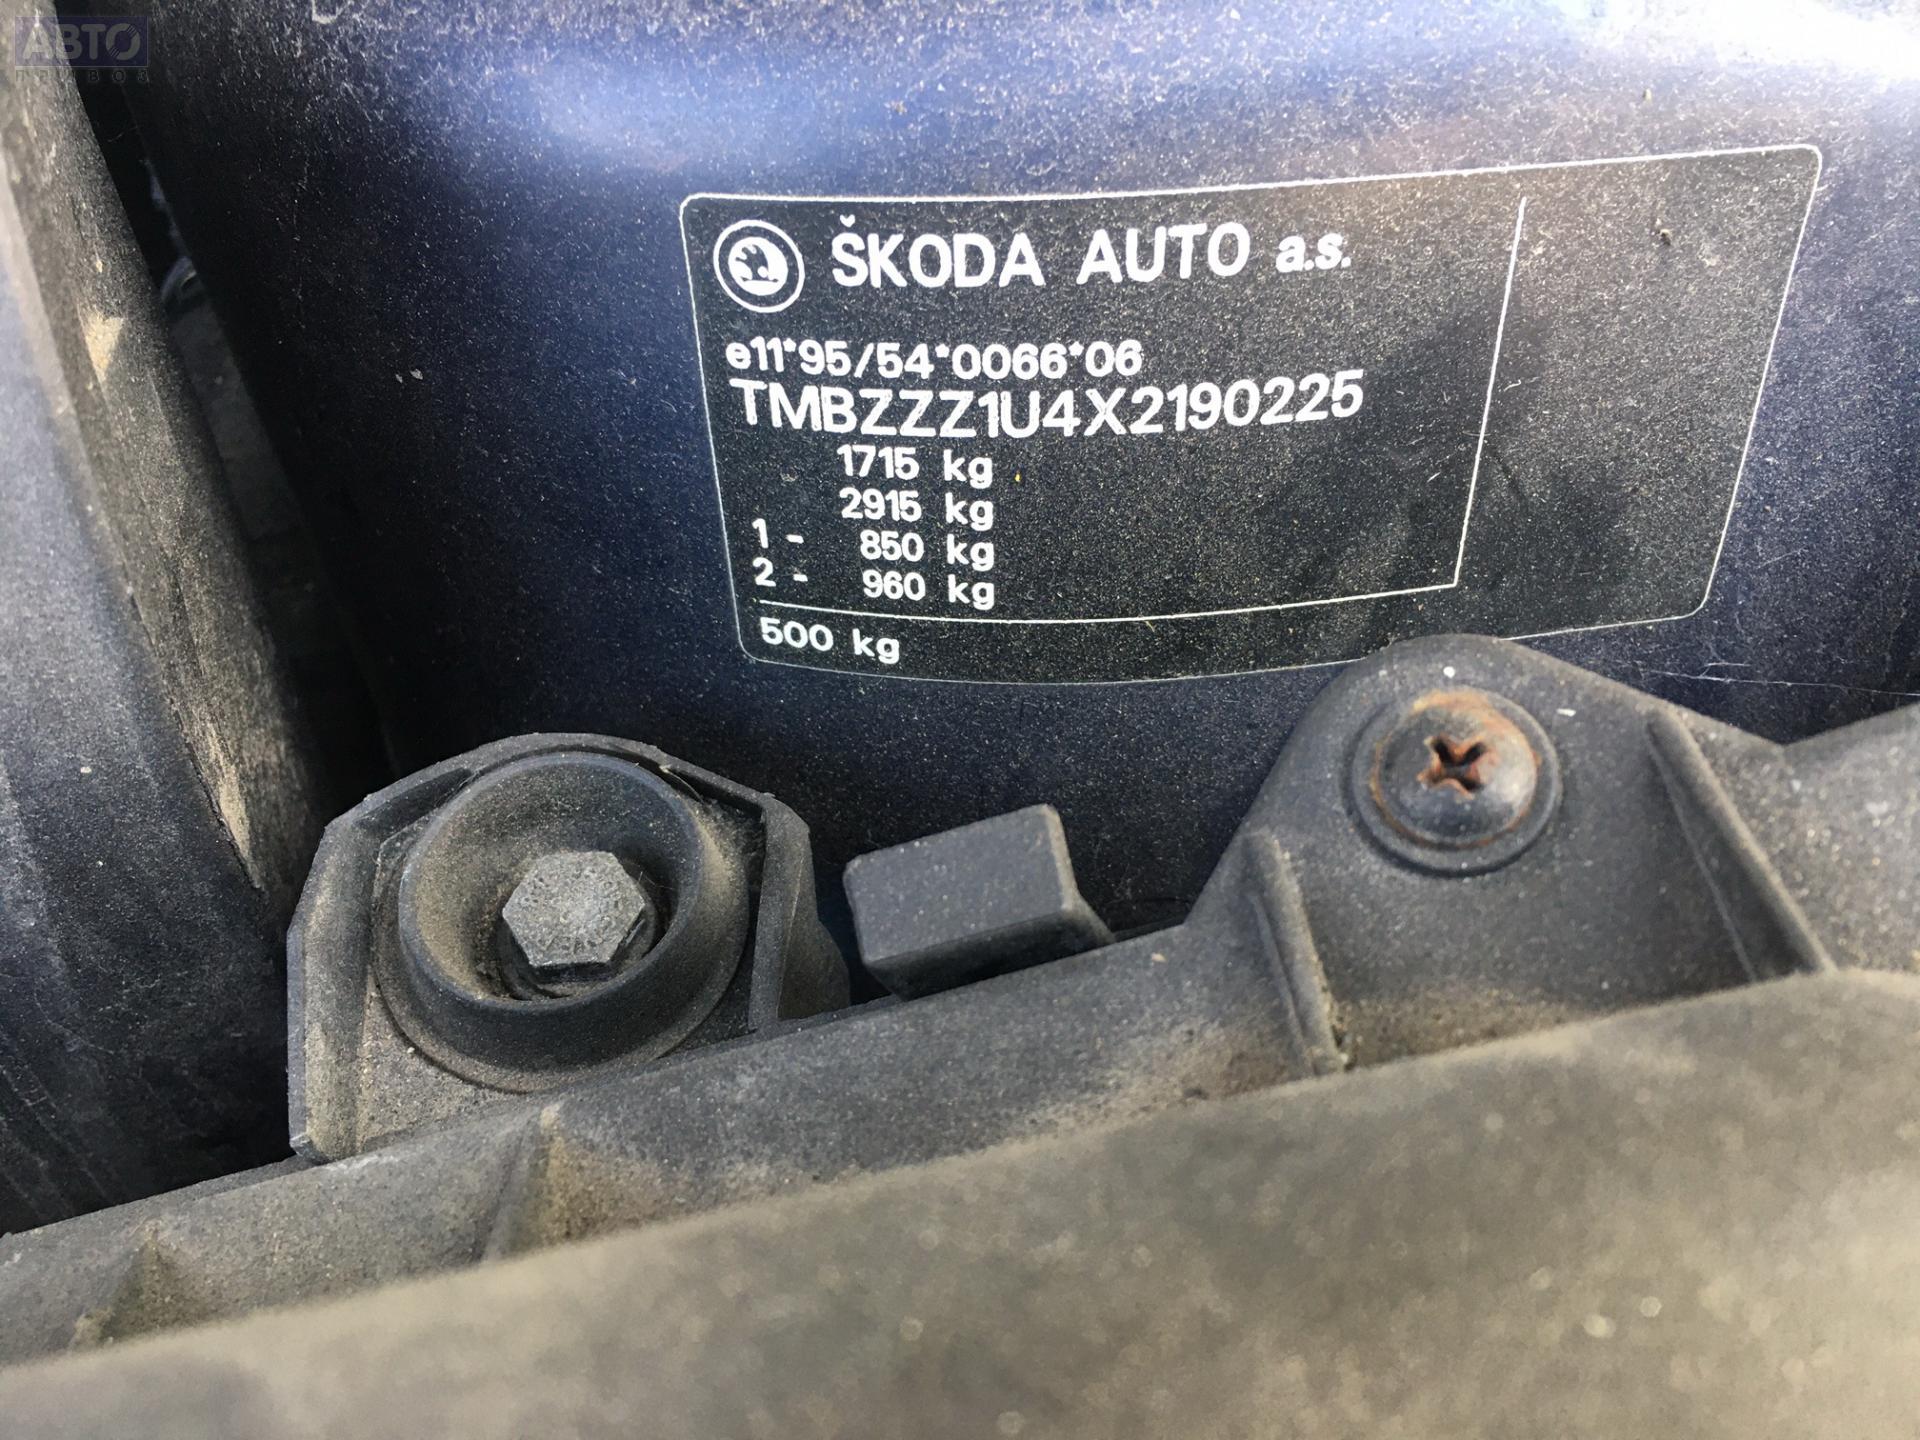 АВТО
ПРИВОЗ
ŠKODA AUTO a.s.
e11*95/54*0066*06
TMBZZZ1U4X2190225
1715 kg
2915 kg
1 - 850 kg
2 - 960 kg
500 kg